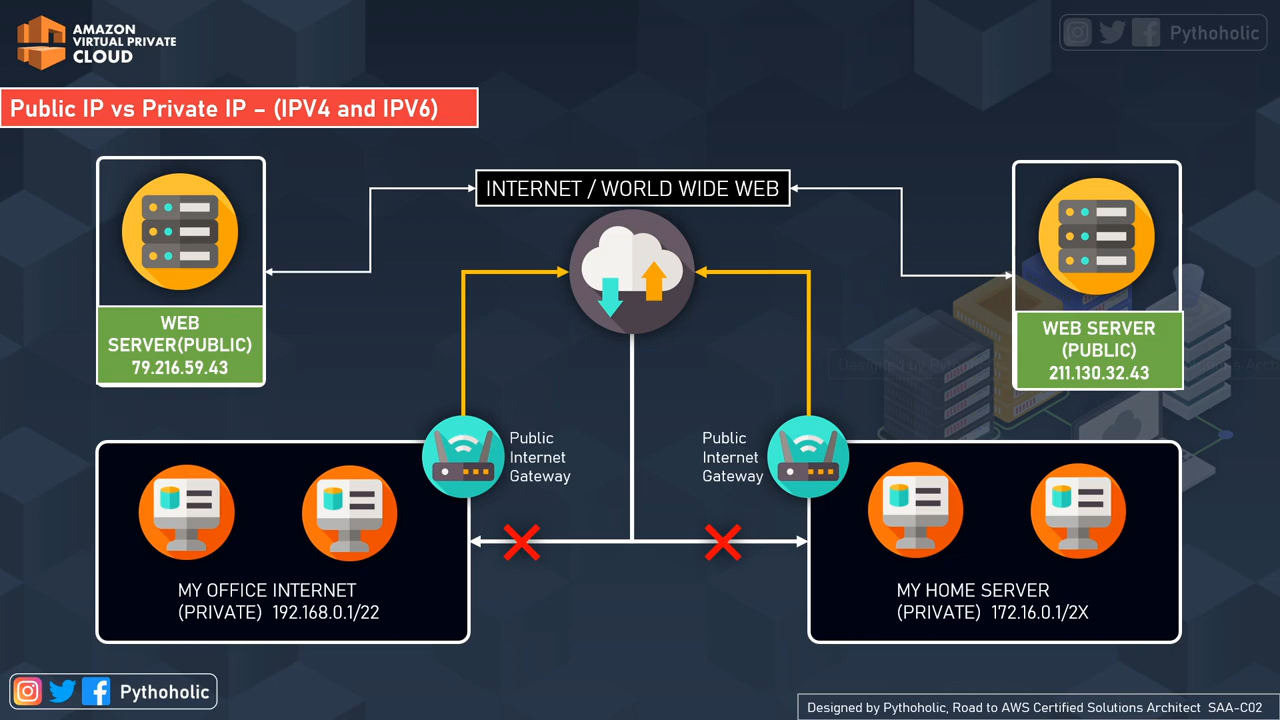 AMAZON
VIRTUAL PRIVATE
CLOUD
Pythoholic
Public IP vs Private IP – (IPV4 and IPV6)
INTERNET / WORLD WIDE WEB
WEB
SERVER(PUBLIC)
79.216.59.43
WEB SERVER
(PUBLIC)
211.130.32.43
Public
Internet
Gateway
Public
Internet
Gateway
MY OFFICE INTERNET
(PRIVATE) 192.168.0.1/22
MY HOME SERVER
(PRIVATE) 172.16.0.1/2X
Pythoholic
Designed by Pythoholic, Road to AWS Certified Solutions Architect SAA-C02